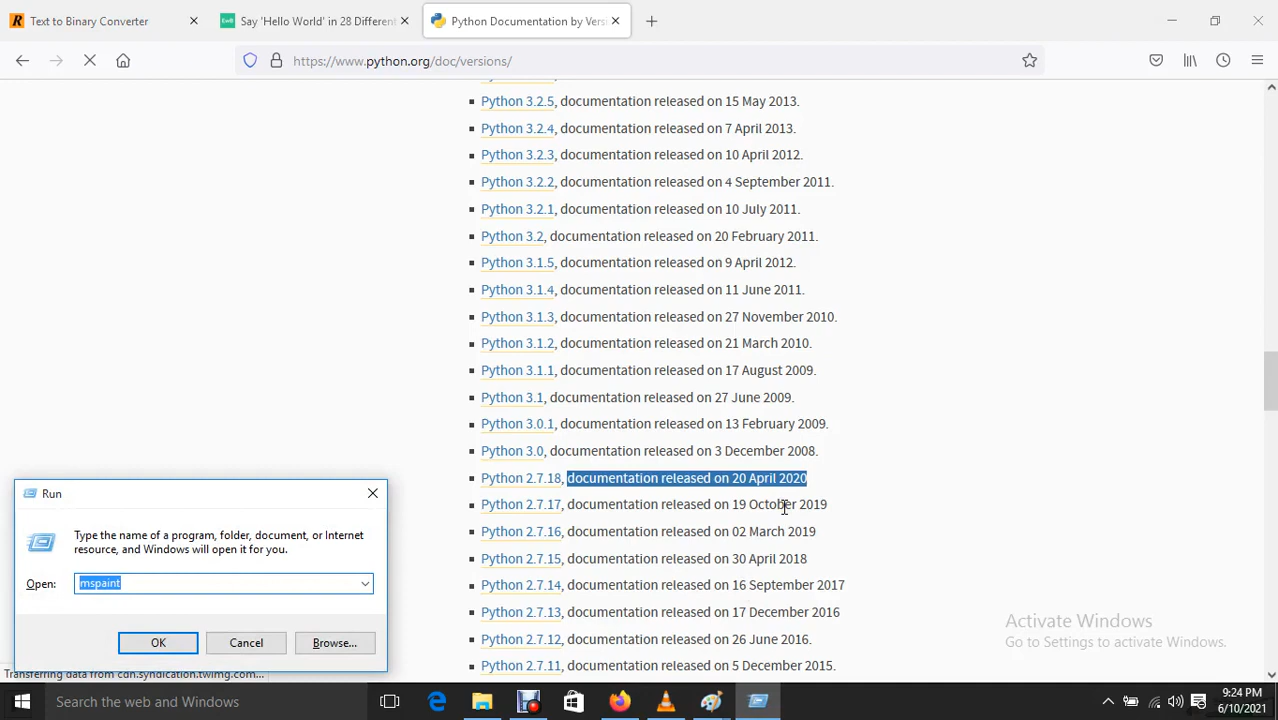 Text to Binary Converter
Say 'Hello World' in 28 Different
Python Documentation by Vers
https://www.python.org/doc/versions/
Python 3.2.5, documentation released on 15 May 2013.
Python 3.2.4, documentation released on 7 April 2013.
Python 3.2.3, documentation released on 10 April 2012.
Python 3.2.2, documentation released on 4 September 2011.
Python 3.2.1, documentation released on 10 July 2011.
Python 3.2, documentation released on 20 February 2011.
Python 3.1.5, documentation released on 9 April 2012.
Python 3.1.4, documentation released on 11 June 2011.
Python 3.1.3, documentation released on 27 November 2010.
Python 3.1.2, documentation released on 21 March 2010.
Python 3.1.1, documentation released on 17 August 2009.
Python 3.1, documentation released on 27 June 2009.
Python 3.0.1, documentation released on 13 February 2009.
Python 3.0, documentation released on 3 December 2008.
Python 2.7.18, documentation released on 20 April 2020
Python 2.7.17, documentation released on 19 October 2019
Python 2.7.16, documentation released on 02 March 2019
Python 2.7.15, documentation released on 30 April 2018
Python 2.7.14, documentation released on 16 September 2017
Python 2.7.13, documentation released on 17 December 2016
Python 2.7.12, documentation released on 26 June 2016.
Python 2.7.11, documentation released on 5 December 2015.
Run
Type the name of a program, folder, document, or Internet
resource, and Windows will open it for you.
Open:
mspaint
OK
Cancel
Browse...
Transferring data from cdn.syndication.twimg.com...
Activate Windows
Go to Settings to activate Windows.
Search the web and Windows
9:24 PM
6/10/2021